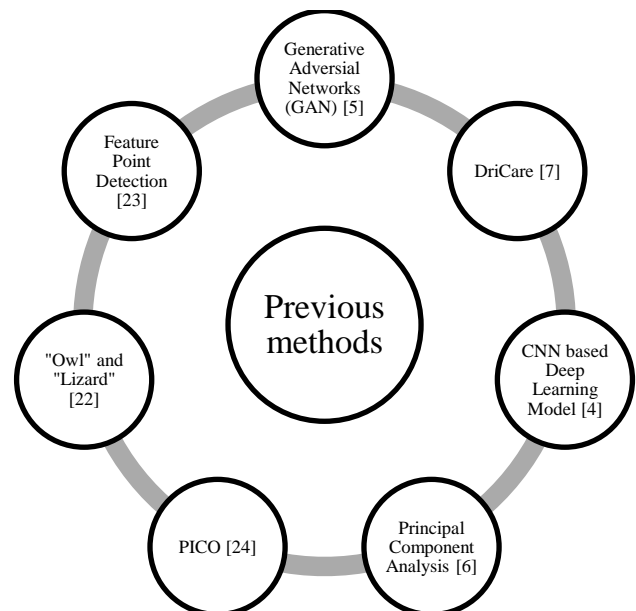 Generative
Adversial
Networks
(GAN) [5]
DriCare [7]
CNN based
Deep
Learning
Model [4]
Principal
Component
Analysis [6]
PICO [24]
"Owl" and
"Lizard"
[22]
Feature
Point
Detection
[23]
Previous
methods